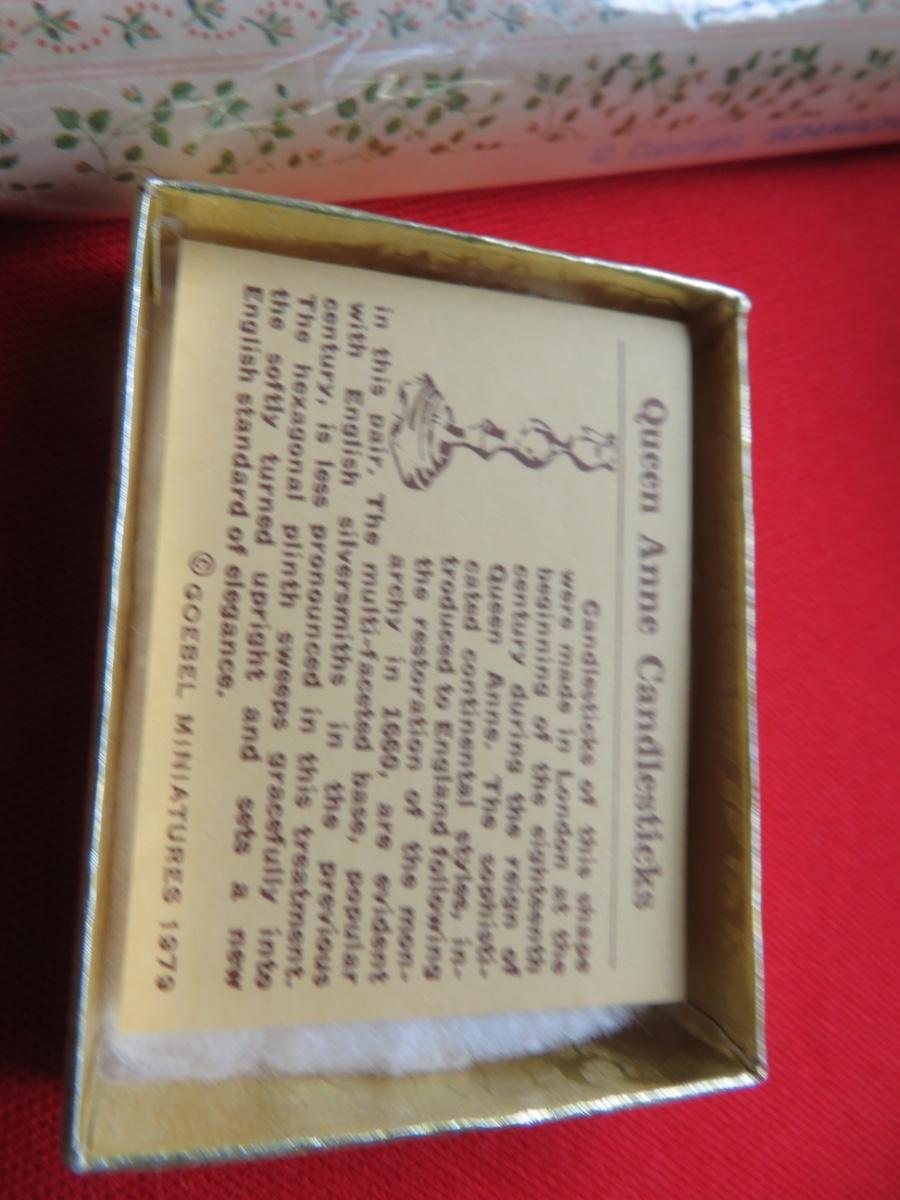 Queen Anne Candlesticks
Candlesticks of this shape
were made in London at the
beginning of the eighteenth
century during the reign of
Queen Anne. The sophisti-
cated continental styles, in-
troduced to England following
the restoration of the mon-
archy in 1660, are evident
in this pair. The multi-faceted base, popular
with English silversmiths in the previous
century, is less pronounced in this treatment.
The hexagonal plinth sweeps gracefully into
the softly turned upright and sets a new
English standard of elegance.
© GOEBEL MINIATURES 1979
© Copyright